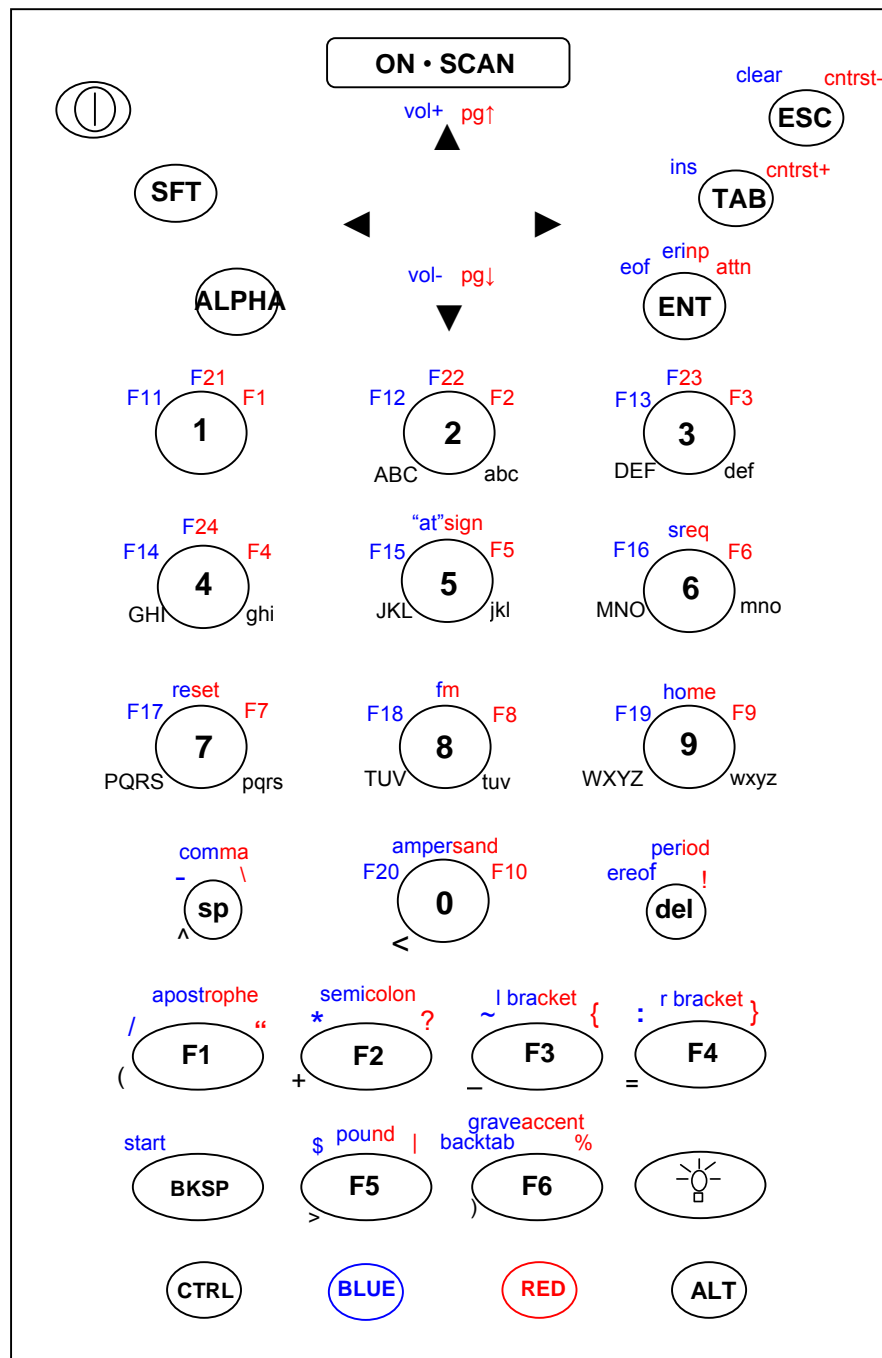 ON • SCAN
clear cntrst-
vol+ pg↑
ESC
ins cntrst+
SFT
TAB
erinp
vol- pg↓
eof attn
ALPHA
ENT
F21 F22 F23
F11 F1 F12 F2 F13 F3
1 2 3
ABC abc DEF def
F24 “at”sign sreq
F14 F4 F15 F5 F16 F6
4 5 6
GHI ghi JKL jkl MNO mno
reset fm home
F17 F7 F18 F8 F19 F9
7 8 9
PQRS pqrs TUV tuv WXYZ wxyz
comma ampersand period
- \ F20 F10 ereof !
sp 0 del
^ <
apostrophe semicolon l bracket r bracket
/ “ * ? ~ { : }
F1 F2 F3 F4
( + _ =
graveaccent
start $ pound | backtab %
BKSP F5 F6
> )
CTRL BLUE RED ALT